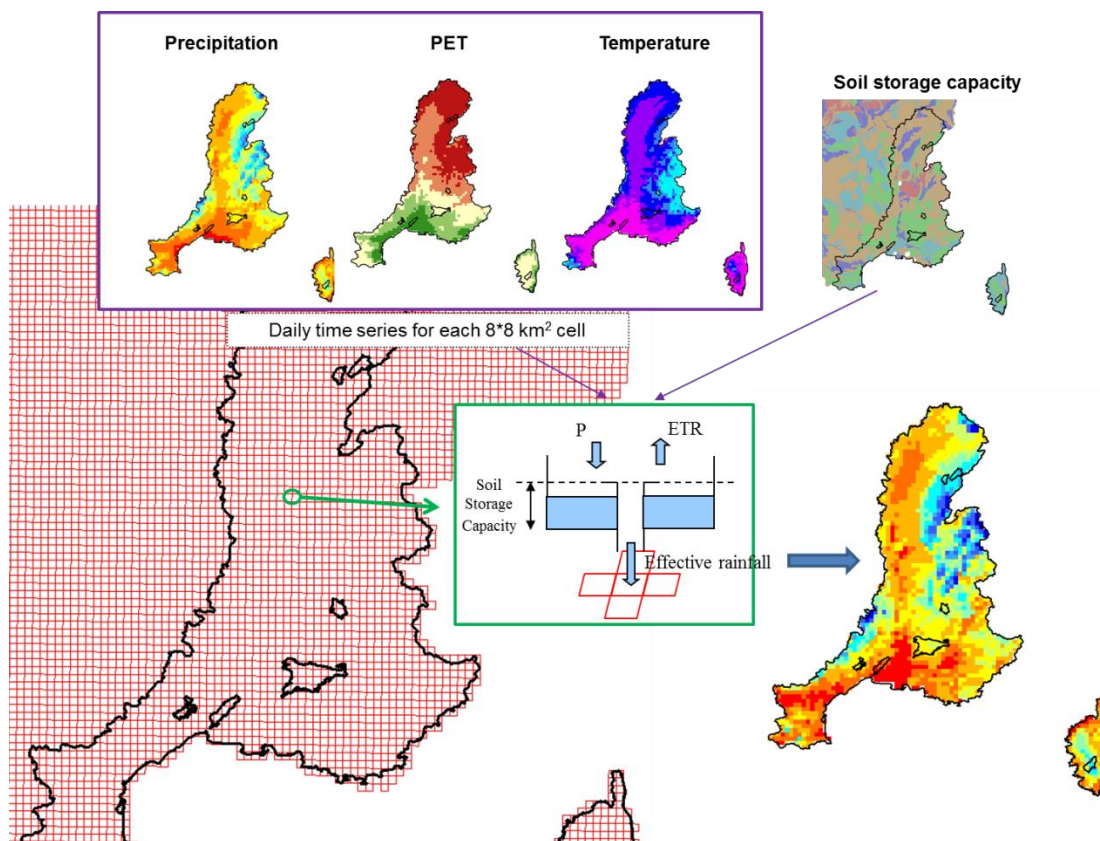 Precipitation
PET
Temperature
Soil storage capacity
Daily time series for each 8*8 km² cell
P
ETR
Soil
Storage
Capacity
Effective rainfall